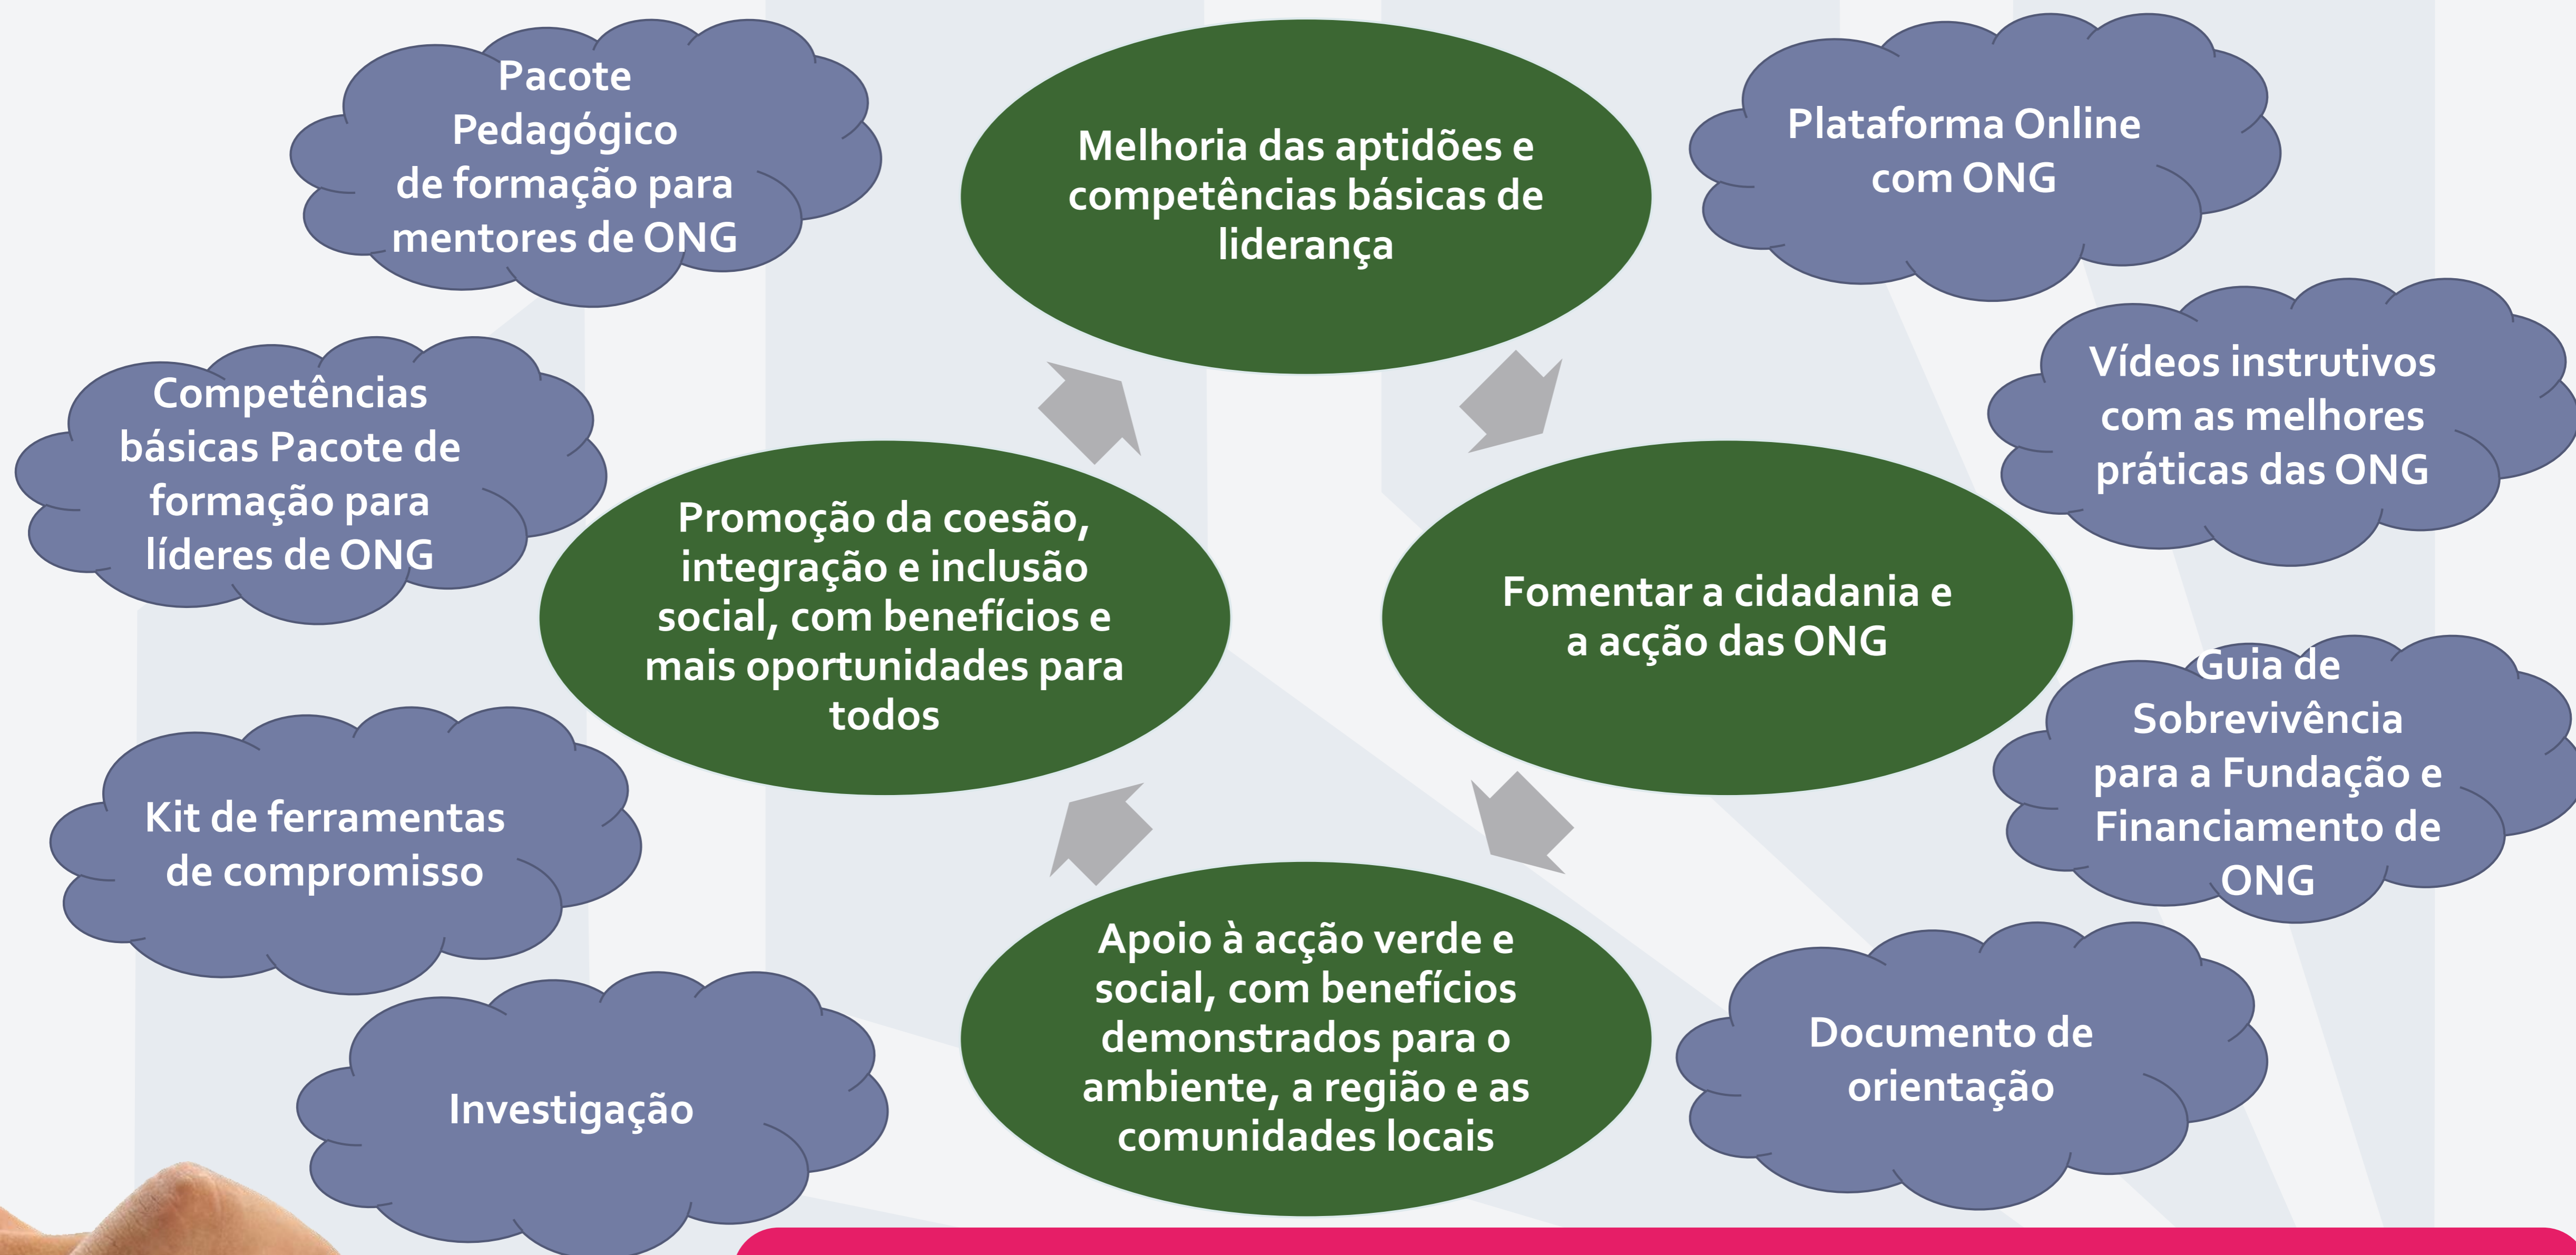 Pacote
Pedagógico
de formação para
mentores de ONG
Melhoria das aptidões e
competências básicas de
liderança
Plataforma Online
com ONG
Competências
básicas Pacote de
formação para
líderes de ONG
Vídeos instrutivos
com as melhores
práticas das ONG
Promoção da coesão,
integração e inclusão
social, com benefícios e
mais oportunidades para
todos
Fomentar a cidadania e
a acção das ONG
Guia de
Sobrevivência
para a Fundação e
Financiamento de
ONG
Kit de ferramentas
de compromisso
Apoio à acção verde e
social, com benefícios
demonstrados para o
ambiente, a região e as
comunidades locais
Documento de
orientação
Investigação